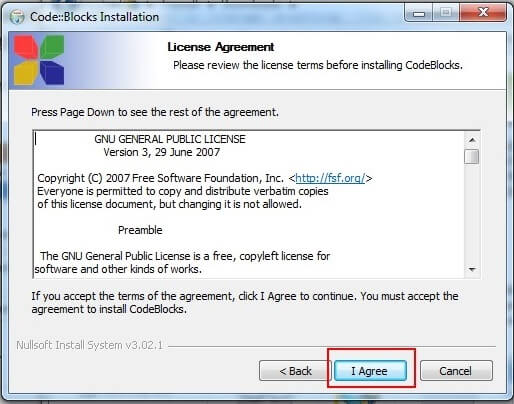 Code::Blocks Installation
License Agreement
Please review the license terms before installing CodeBlocks.
Press Page Down to see the rest of the agreement.
GNU GENERAL PUBLIC LICENSE
Version 3, 29 June 2007
Copyright (C) 2007 Free Software Foundation, Inc. <http://fsf.org/>
Everyone is permitted to copy and distribute verbatim copies
of this license document, but changing it is not allowed.
Preamble
The GNU General Public License is a free, copyleft license for
software and other kinds of works.
If you accept the terms of the agreement, click I Agree to continue. You must accept the
agreement to install CodeBlocks.
Nullsoft Install System v3.02.1
< Back
I Agree
Cancel